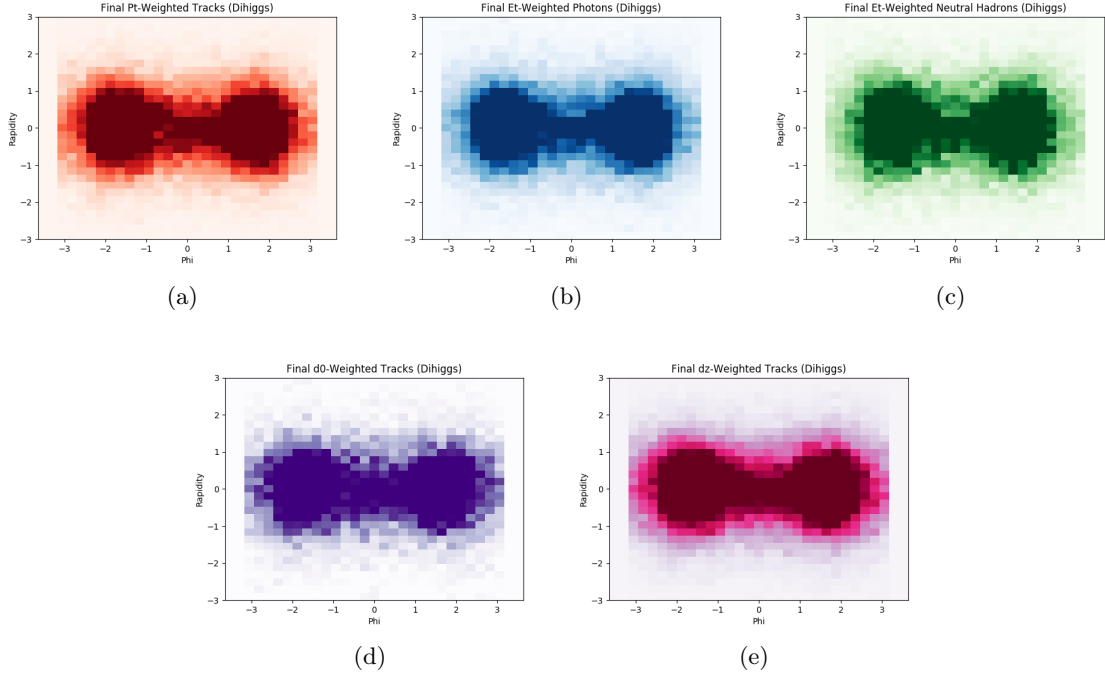 Final Pt-Weighted Tracks (Dihiggs)
3
2
1
0
−1
−2
−3
Rapidity
−3 −2 −1 0 1 2 3
Phi
(a)
Final Et-Weighted Photons (Dihiggs)
3
2
1
0
−1
−2
−3
Rapidity
−3 −2 −1 0 1 2 3
Phi
(b)
Final Et-Weighted Neutral Hadrons (Dihiggs)
3
2
1
0
−1
−2
−3
Rapidity
−3 −2 −1 0 1 2 3
Phi
(c)
Final d0-Weighted Tracks (Dihiggs)
3
2
1
0
−1
−2
−3
Rapidity
−3 −2 −1 0 1 2 3
Phi
(d)
Final dz-Weighted Tracks (Dihiggs)
3
2
1
0
−1
−2
−3
Rapidity
−3 −2 −1 0 1 2 3
Phi
(e)